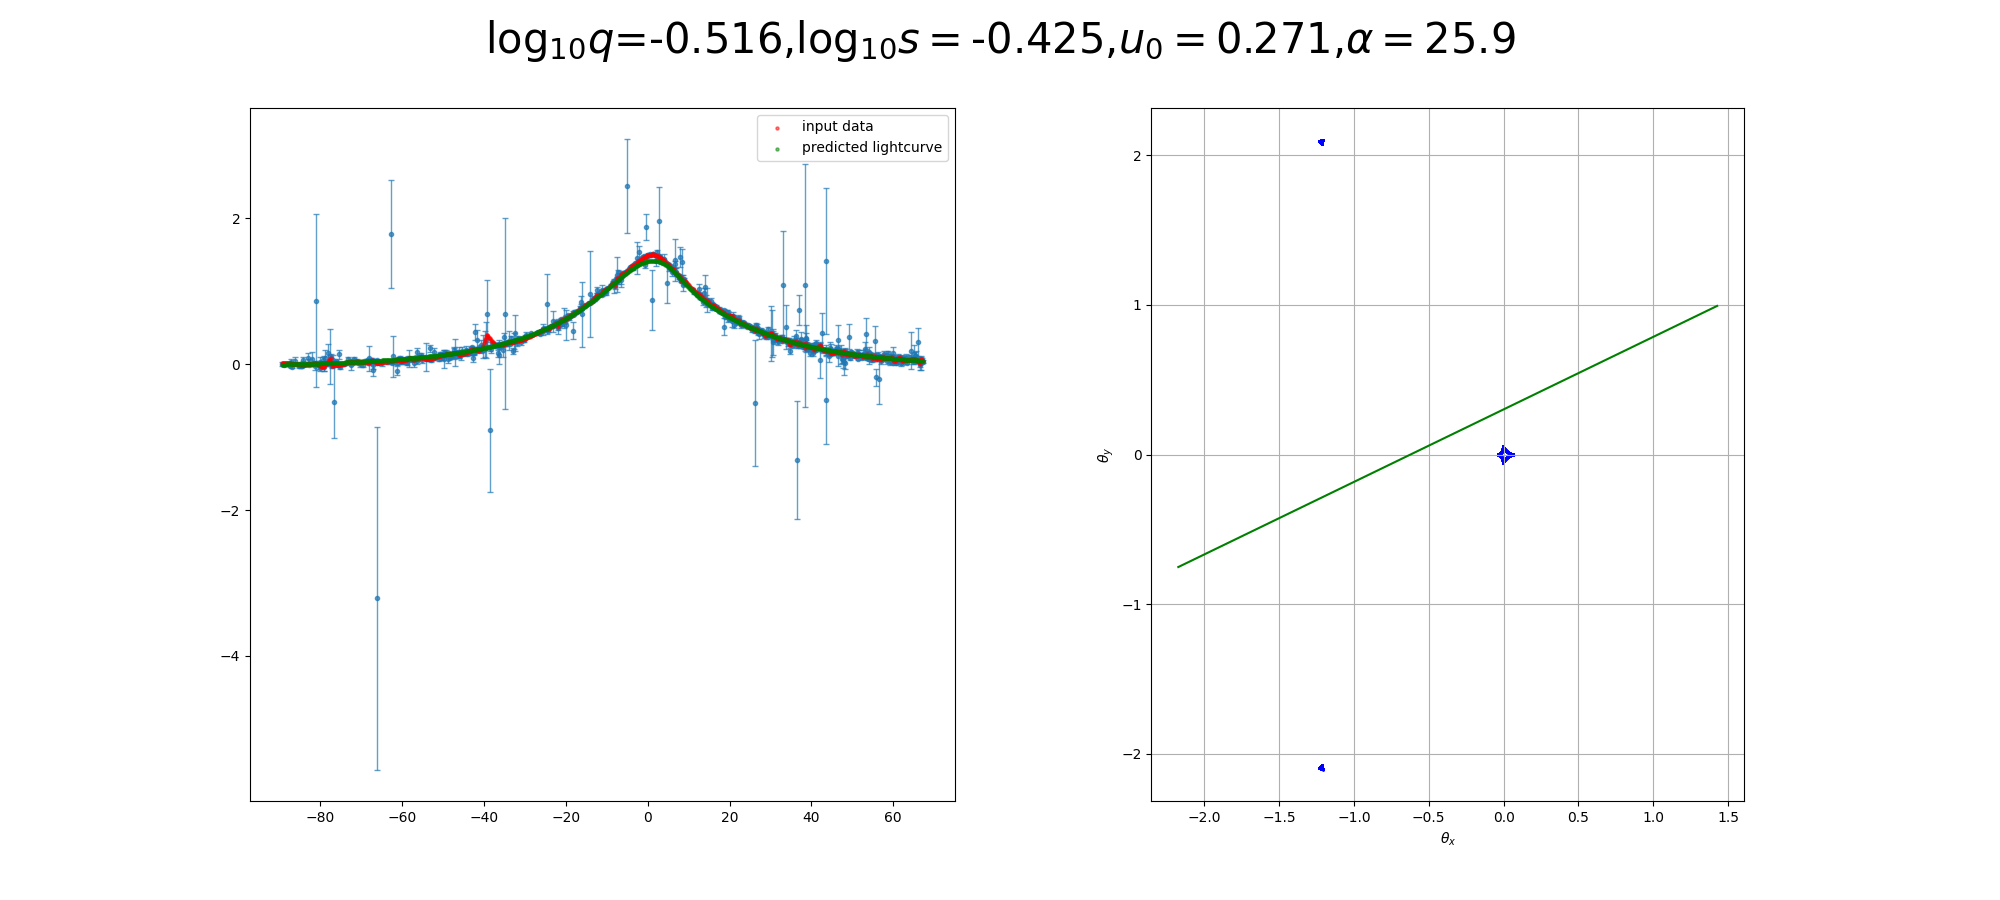 log₁₀q=-0.516,log₁₀s = -0.425,u₀ = 0.271,α = 25.9
input data
predicted lightcurve
2
0
−2
−4
−80 −60 −40 −20 0 20 40 60
θy
2
1
0
−1
−2
−2.0 −1.5 −1.0 −0.5 0.0 0.5 1.0 1.5
θx